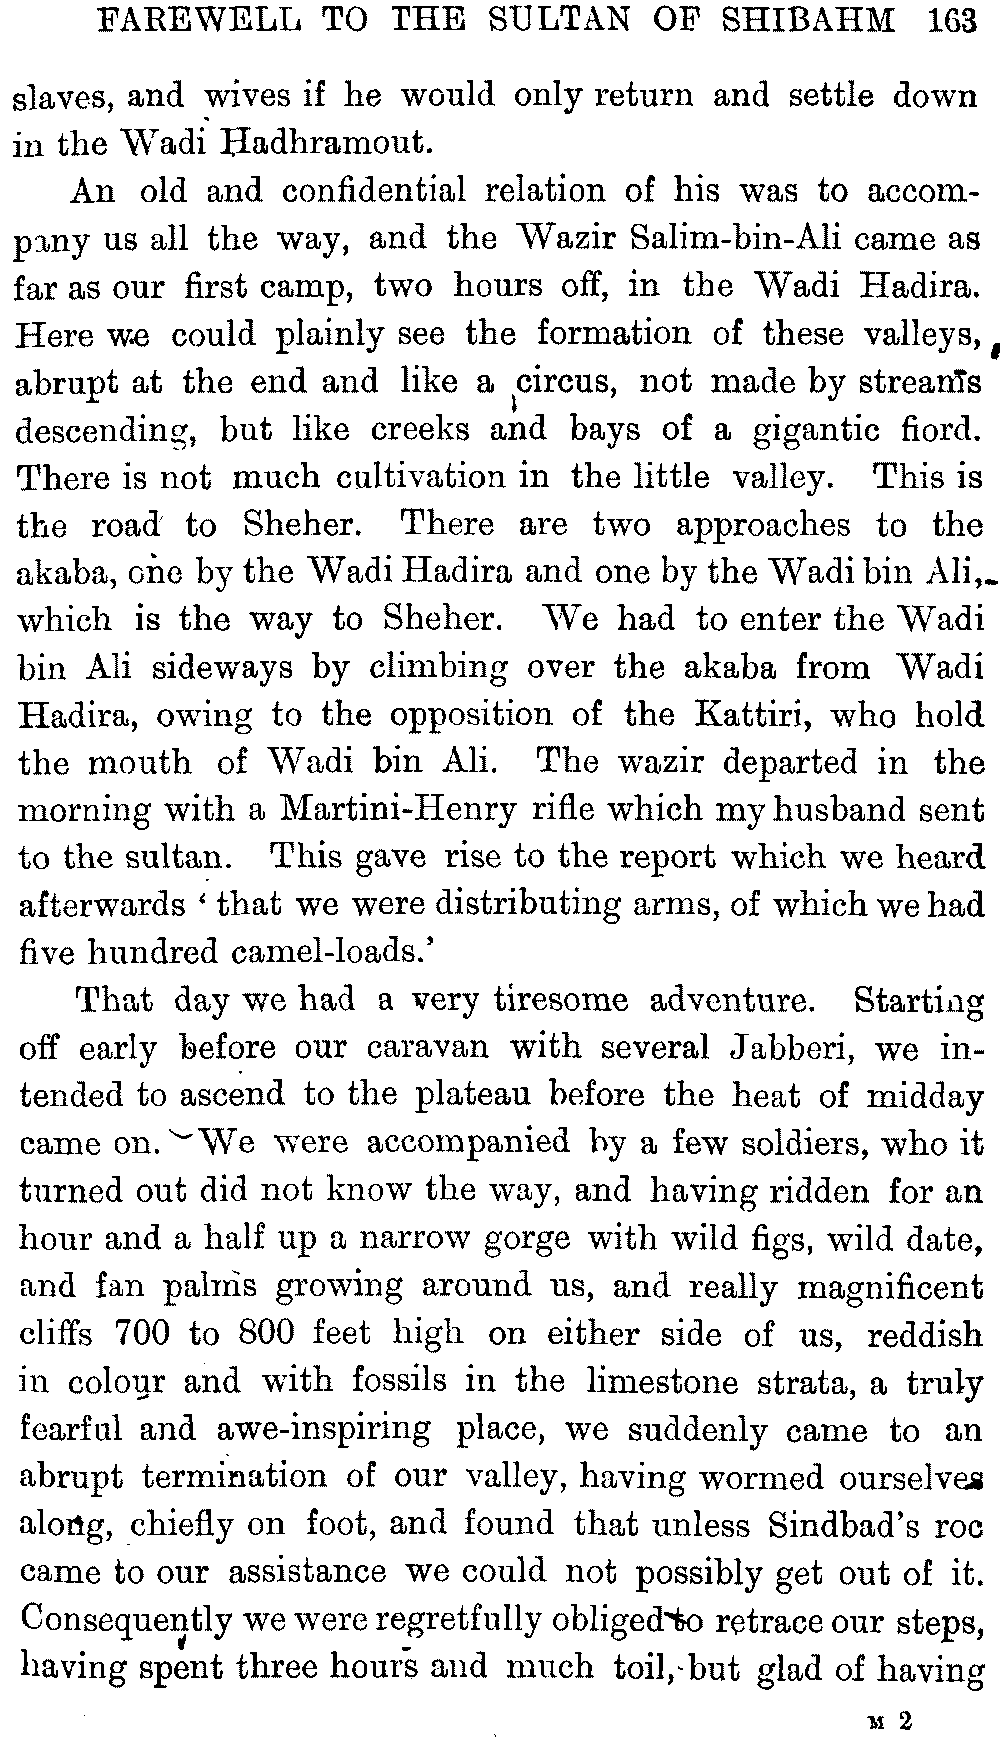 FAREWELL TO THE SULTAN OF SHIBAHM 163
slaves, and wives if he would only return and settle down
in the Wadi Hadhramout.
An old and confidential relation of his was to accom-
pany us all the way, and the Wazir Salim-bin-Ali came as
far as our first camp, two hours off, in the Wadi Hadira.
Here we could plainly see the formation of these valleys,
abrupt at the end and like a circus, not made by streams
descending, but like creeks and bays of a gigantic fiord.
There is not much cultivation in the little valley. This is
the road to Sheher. There are two approaches to the
akaba, one by the Wadi Hadira and one by the Wadi bin Ali,
which is the way to Sheher. We had to enter the Wadi
bin Ali sideways by climbing over the akaba from Wadi
Hadira, owing to the opposition of the Kattiri, who hold
the mouth of Wadi bin Ali. The wazir departed in the
morning with a Martini-Henry rifle which my husband sent
to the sultan. This gave rise to the report which we heard
afterwards ‘that we were distributing arms, of which we had
five hundred camel-loads.’
That day we had a very tiresome adventure. Starting
off early before our caravan with several Jabberi, we in-
tended to ascend to the plateau before the heat of midday
came on. We were accompanied by a few soldiers, who it
turned out did not know the way, and having ridden for an
hour and a half up a narrow gorge with wild figs, wild date,
and fan palms growing around us, and really magnificent
cliffs 700 to 800 feet high on either side of us, reddish
in colour and with fossils in the limestone strata, a truly
fearful and awe-inspiring place, we suddenly came to an
abrupt termination of our valley, having wormed ourselves
along, chiefly on foot, and found that unless Sindbad’s roc
came to our assistance we could not possibly get out of it.
Consequently we were regretfully obliged to retrace our steps,
having spent three hours and much toil, but glad of having
M 2